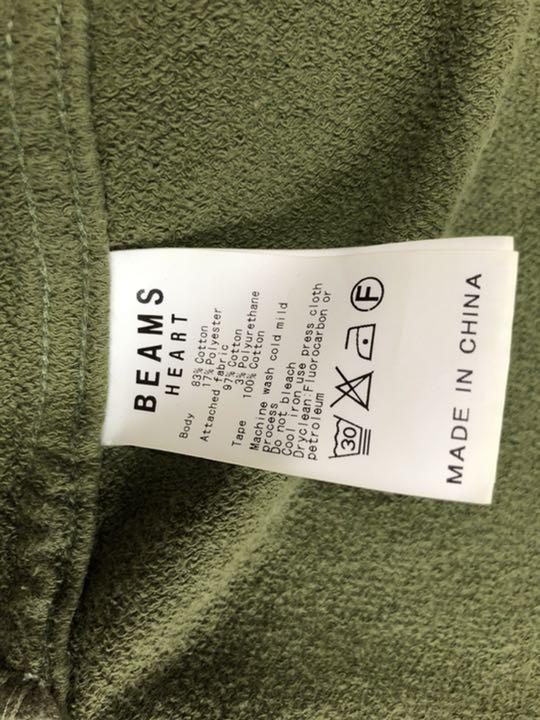 BEAMS
HEART
Body 83% Cotton
17% Polyester
Attached fabric
97% Cotton
3% Polyurethane
Tape 100% Cotton
Machine wash cold mild
process
Do not bleach
Cool iron use press cloth
Dryclean:Fluorocarbon or
petroleum
30 F
MADE IN CHINA